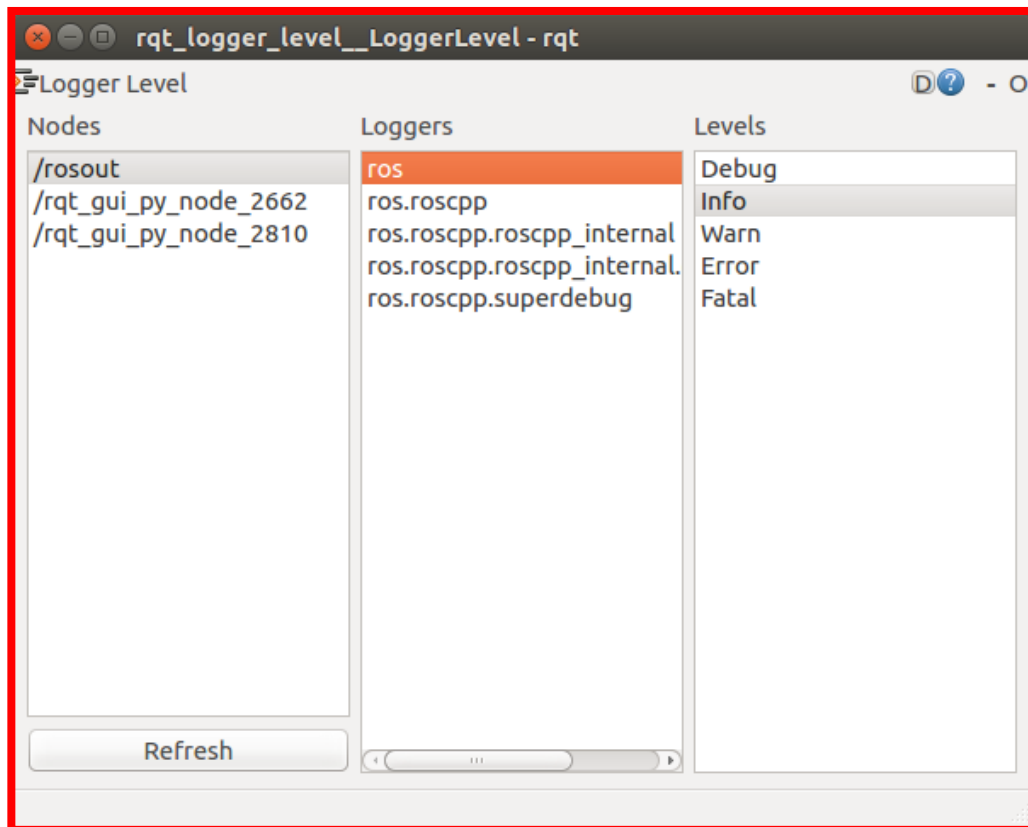 rqt_logger_level__LoggerLevel - rqt
Logger Level D ? - O
Nodes
/rosout
/rqt_gui_py_node_2662
/rqt_gui_py_node_2810
Refresh
Loggers
ros
ros.roscpp
ros.roscpp.roscpp_internal
ros.roscpp.roscpp_internal.
ros.roscpp.superdebug
Levels
Debug
Info
Warn
Error
Fatal